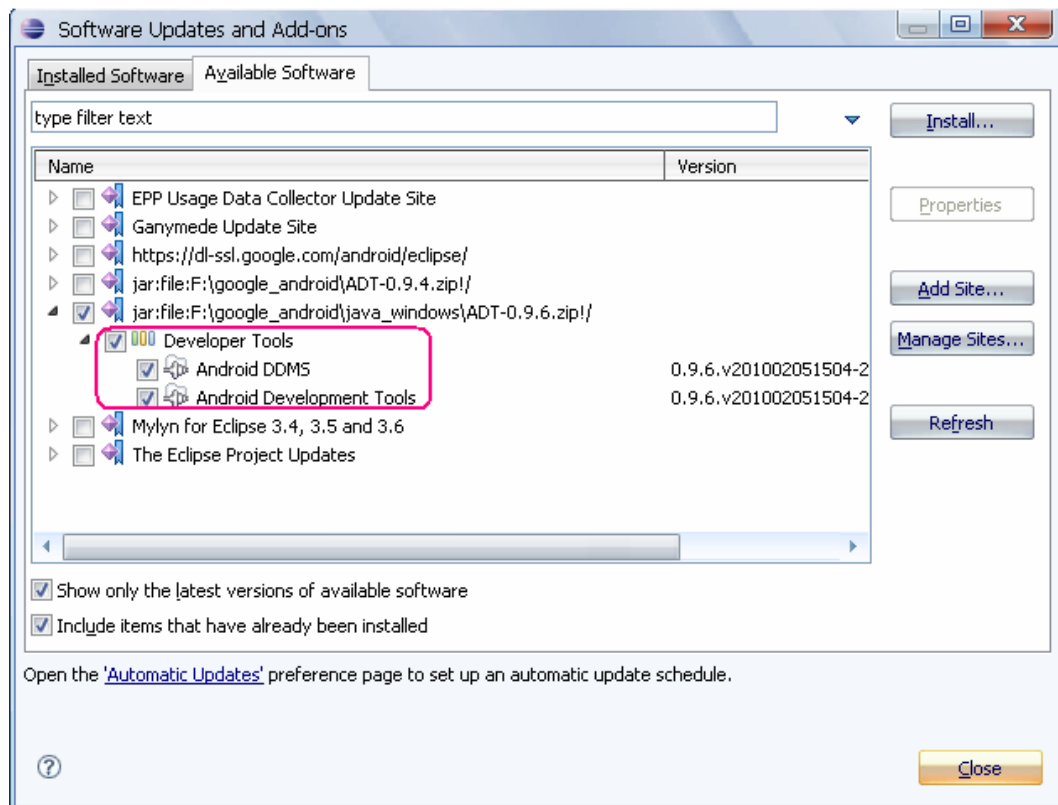 Software Updates and Add-ons
Installed Software Available Software
type filter text
Install...
Name Version
EPP Usage Data Collector Update Site
Properties
Ganymede Update Site
https://dl-ssl.google.com/android/eclipse/
jar:file:F:\google_android\ADT-0.9.4.zip!/
Add Site...
jar:file:F:\google_android\java_windows\ADT-0.9.6.zip!/
Developer Tools
Manage Sites...
Android DDMS 0.9.6.v201002051504-2
Android Development Tools 0.9.6.v201002051504-2
Mylyn for Eclipse 3.4, 3.5 and 3.6
Refresh
The Eclipse Project Updates
Show only the latest versions of available software
Include items that have already been installed
Open the 'Automatic Updates' preference page to set up an automatic update schedule.
?
Close